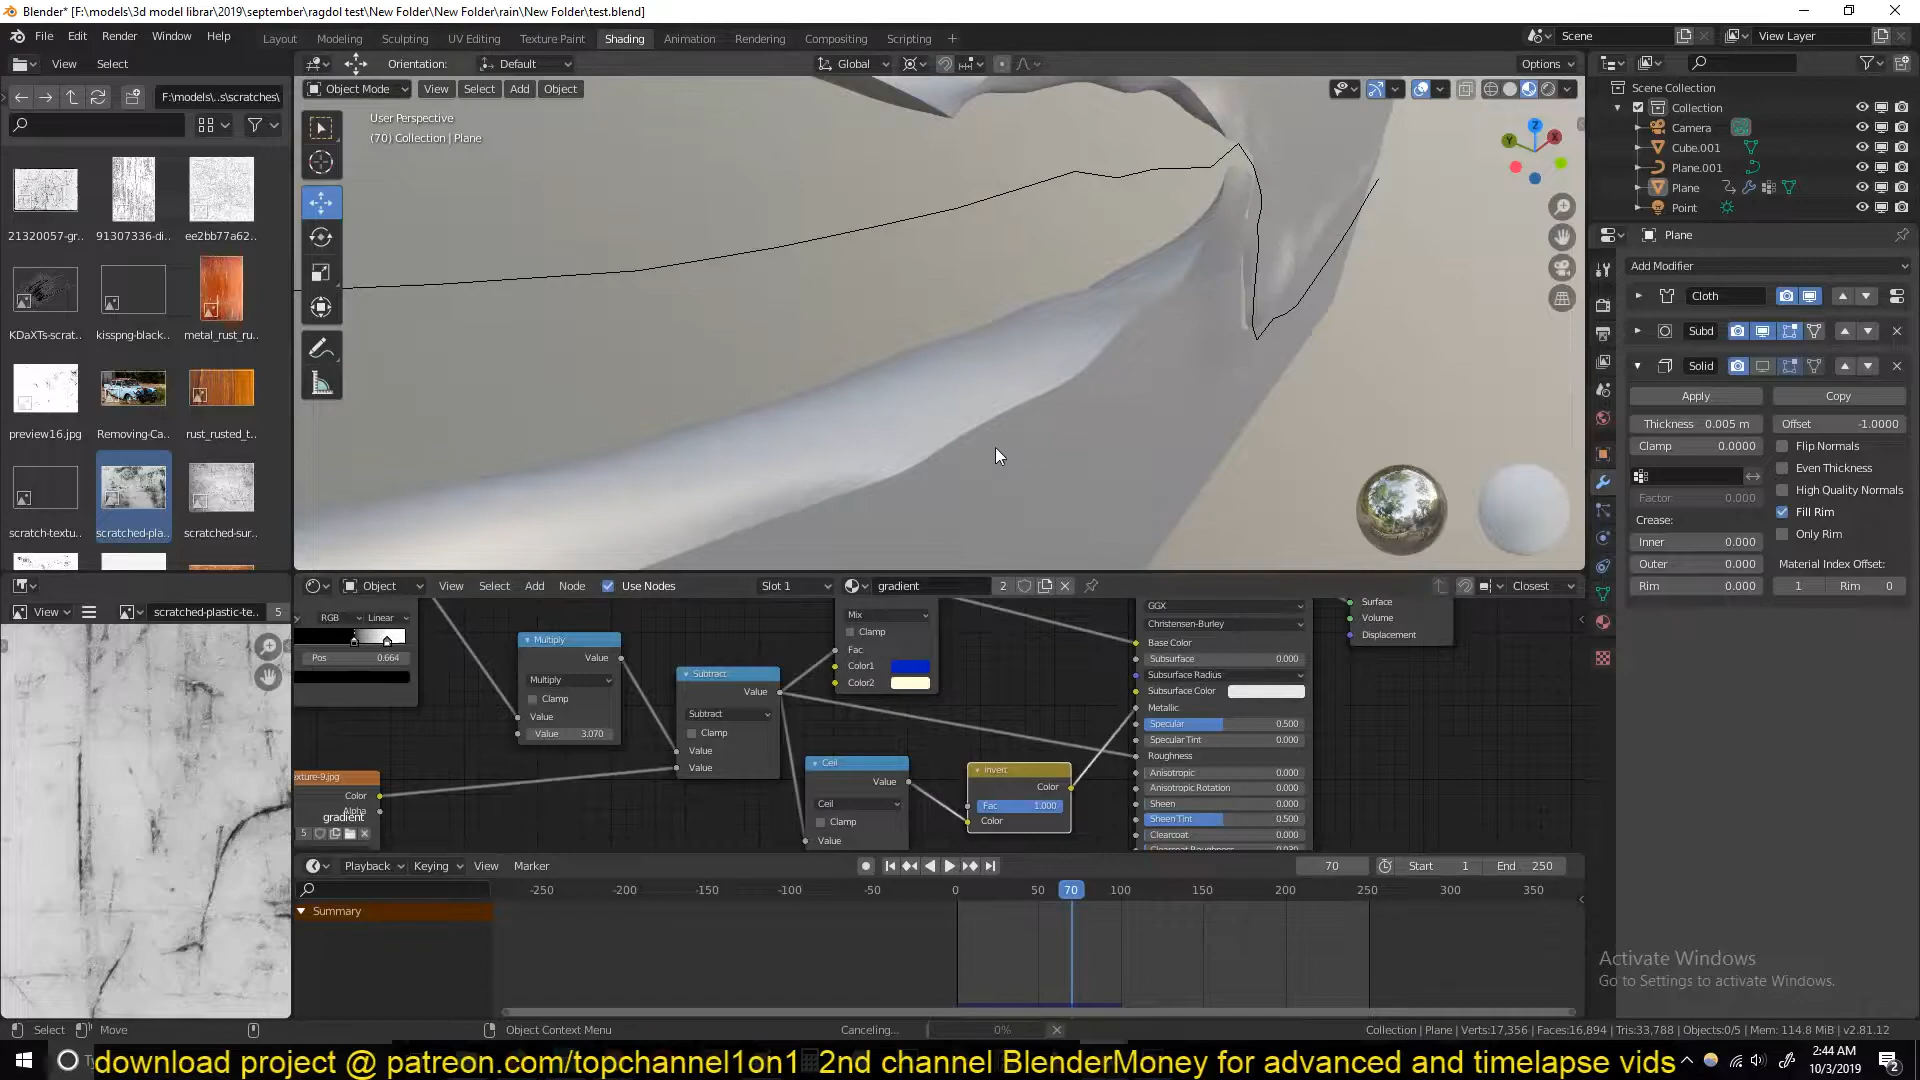 Blender* [F:\models\3d model librar\2019\september\ragdol test\New Folder\New Folder\rain\New Folder\test.blend]
File Edit Render Window Help
Layout Modeling Sculpting UV Editing Texture Paint Shading Animation Rendering Compositing Scripting
Scene
View Layer
View Select
Orientation: Default
Global
Options
F:\models\..s\scratches\
Object Mode View Select Add Object
User Perspective
(70) Collection | Plane
21320057-gr.. 91307336-di.. ee2bb77a62..
KDaXTs-scrat.. kisspng-black.. metal_rust_ru..
preview16.jpg Removing-Ca.. rust_rusted_t..
scratch-textu.. scratched-pla.. scratched-sur..
Scene Collection
Collection
Camera
Cube.001
Plane.001
Plane
Point
Plane
Add Modifier
Cloth
Subd
Solid
Apply Copy
Thickness 0.005 m Offset -1.0000
Clamp 0.0000 Flip Normals
Even Thickness
Factor 0.000 High Quality Normals
Crease: Fill Rim
Inner 0.000 Only Rim
Outer 0.000 Material Index Offset:
Rim 0.000 1 Rim 0
Object View Select Add Node Use Nodes Slot 1 gradient 2 Closest
View scratched-plastic-te.. 5
RGB Linear
Pos 0.664
Multiply
Value
Multiply
Clamp
Value
Value 3.070
Subtract
Value
Subtract
Clamp
Value
Value
Mix
Clamp
Fac
Color1
Color2
Ceil
Value
Ceil
Clamp
Value
Invert
Color
Fac 1.000
Color
exture-9.jpg
Color
Alpha
gradient
5
GGX
Christensen-Burley
Base Color
Subsurface 0.000
Subsurface Radius
Subsurface Color
Metallic
Specular 0.500
Specular Tint 0.000
Roughness
Anisotropic 0.000
Anisotropic Rotation 0.000
Sheen 0.000
Sheen Tint 0.500
Clearcoat 0.000
Clearcoat Roughness 0.030
Surface
Volume
Displacement
Playback Keying View Marker
70 Start 1 End 250
-250 -200 -150 -100 -50 0 50 70 100 150 200 250 300 350
Summary
Activate Windows
Go to Settings to activate Windows.
Select Move Object Context Menu Canceling... 0% Collection | Plane | Verts:17,356 | Faces:16,894 | Tris:33,788 | Objects:0/5 | Mem: 114.8 MiB | v2.81.12
download project @ patreon.com/topchannel1on1 2nd channel BlenderMoney for advanced and timelapse vids
2:44 AM
10/3/2019
2